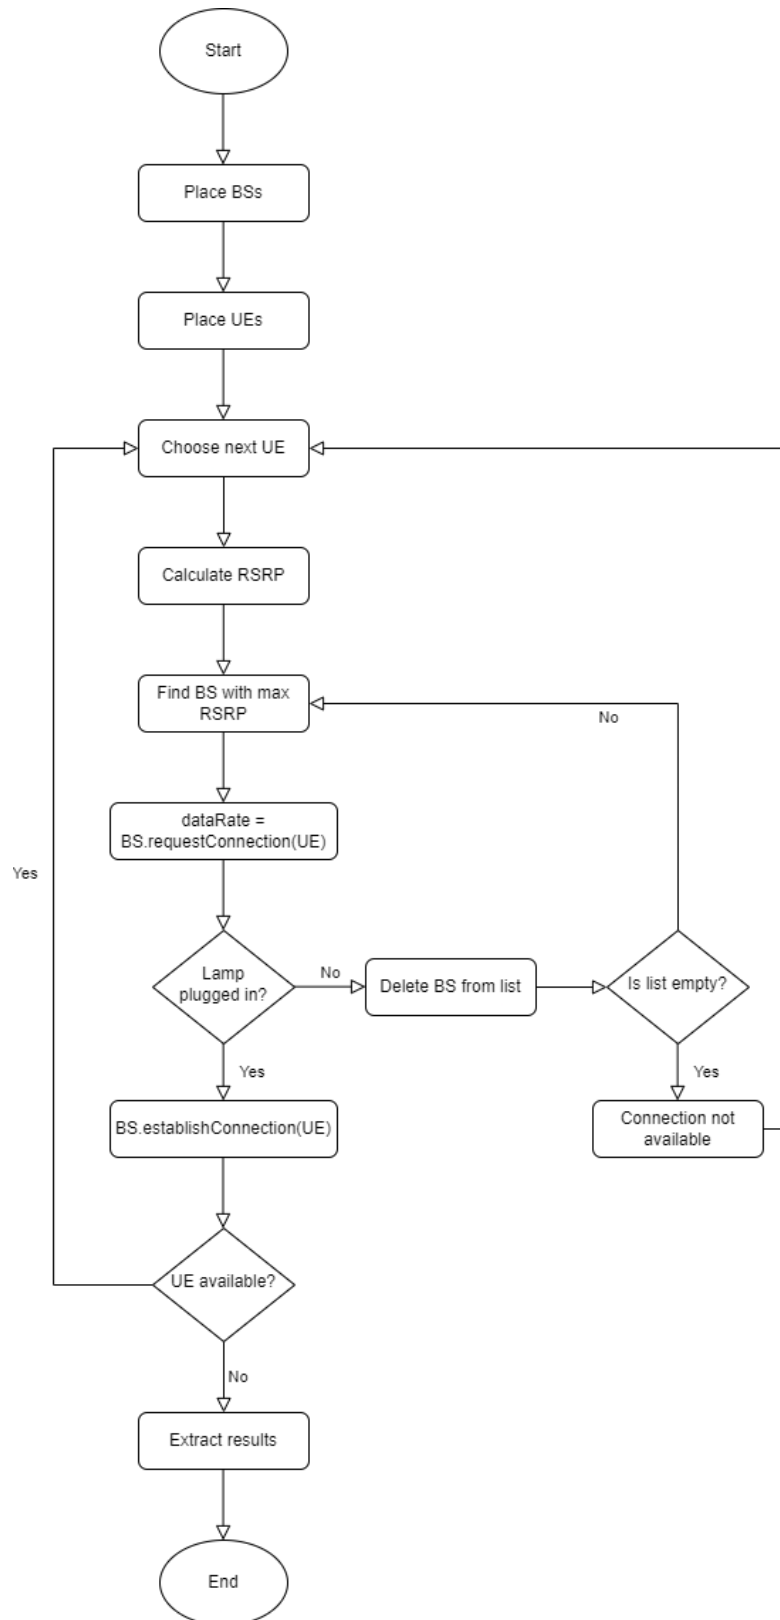 Start
Place BSs
Place UEs
Choose next UE
Calculate RSRP
Find BS with max
RSRP
No
dataRate =
BS.requestConnection(UE)
Yes
Lamp
plugged in?
No
Delete BS from list
Is list empty?
Yes
Yes
BS.establishConnection(UE)
Connection not
available
UE available?
No
Extract results
End